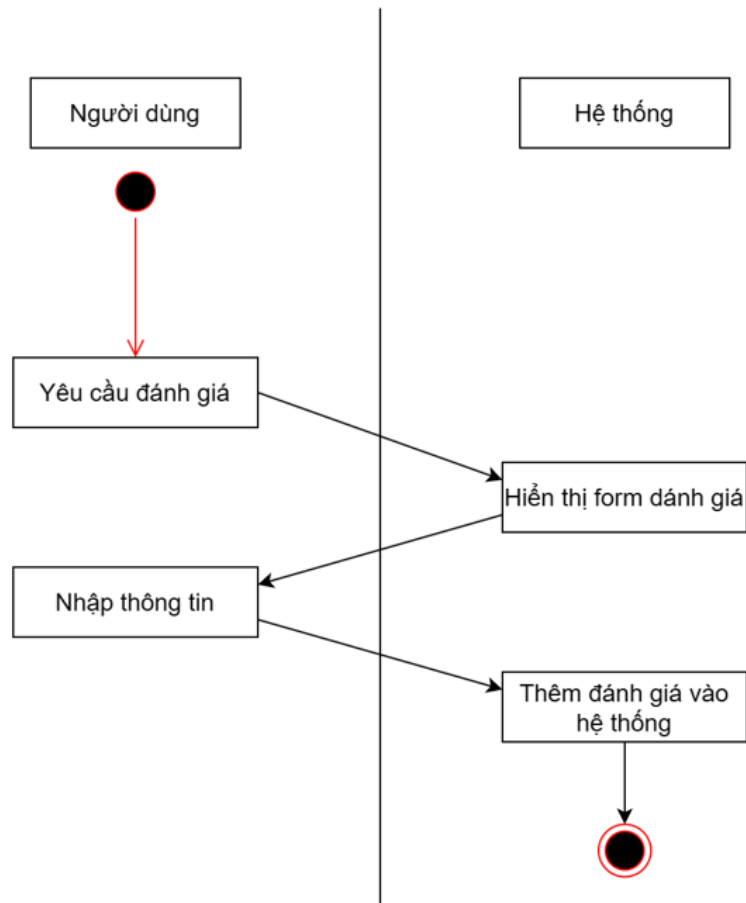 Người dùng
Hệ thống
Yêu cầu đánh giá
Hiển thị form dánh giá
Nhập thông tin
Thêm đánh giá vào
hệ thống